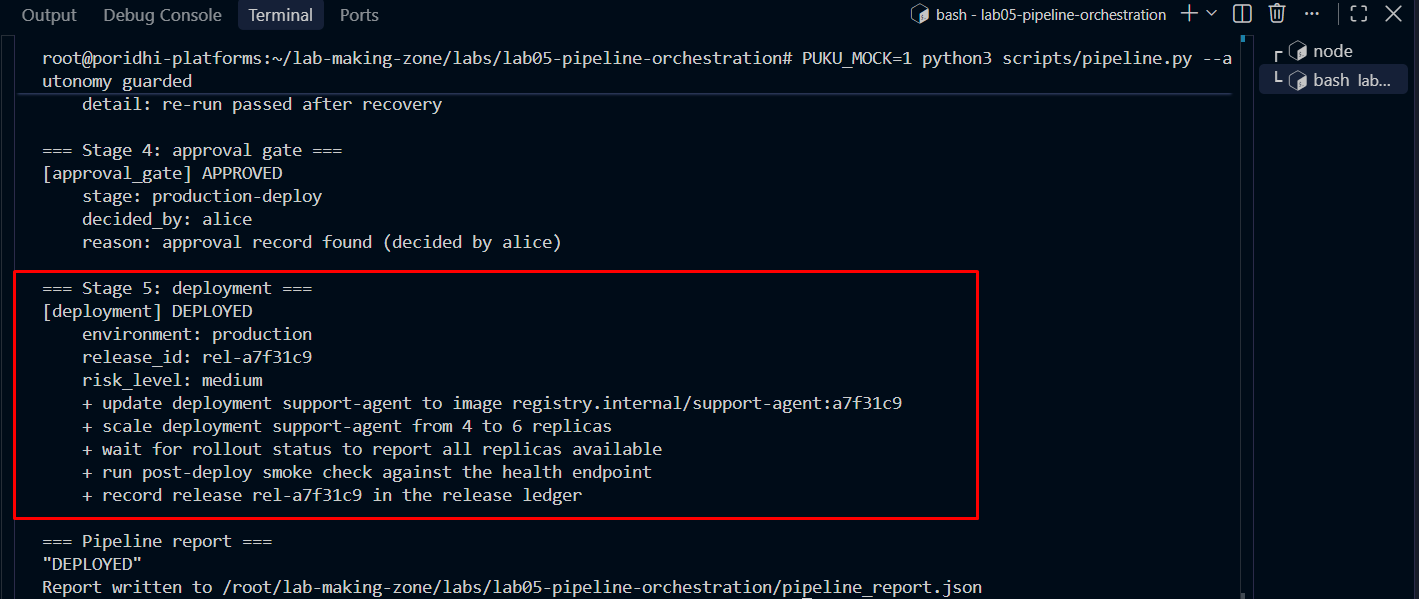 Output Debug Console Terminal Ports
bash - lab05-pipeline-orchestration
node
bash lab...
root@poridhi-platforms:~/lab-making-zone/labs/lab05-pipeline-orchestration# PUKU_MOCK=1 python3 scripts/pipeline.py --a
utonomy guarded
detail: re-run passed after recovery
=== Stage 4: approval gate ===
[approval_gate] APPROVED
stage: production-deploy
decided_by: alice
reason: approval record found (decided by alice)
=== Stage 5: deployment ===
[deployment] DEPLOYED
environment: production
release_id: rel-a7f31c9
risk_level: medium
+ update deployment support-agent to image registry.internal/support-agent:a7f31c9
+ scale deployment support-agent from 4 to 6 replicas
+ wait for rollout status to report all replicas available
+ run post-deploy smoke check against the health endpoint
+ record release rel-a7f31c9 in the release ledger
=== Pipeline report ===
"DEPLOYED"
Report written to /root/lab-making-zone/labs/lab05-pipeline-orchestration/pipeline_report.json